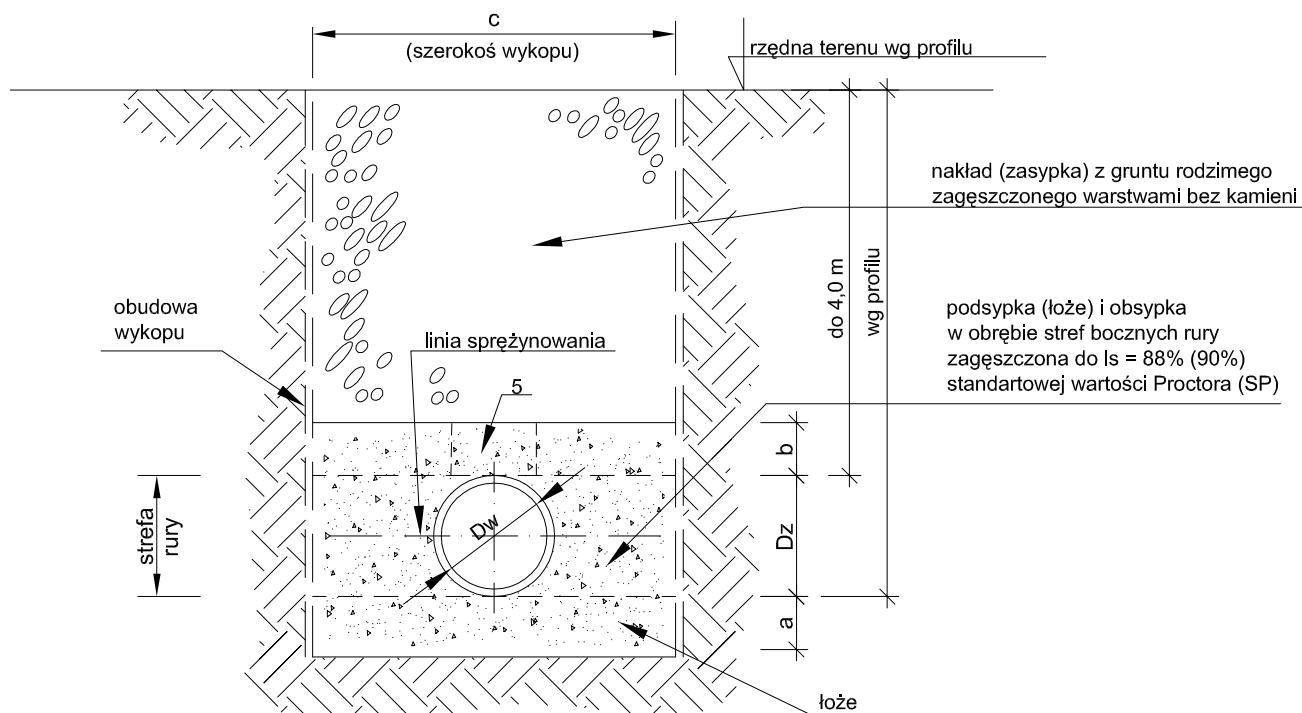 c
(szerokoś wykopu)
rzędna terenu wg profilu
nakład (zasypka) z gruntu rodzimego
zagęszczonego warstwami bez kamieni
do 4,0 m
wg profilu
obudowa
wykopu
podsypka (łoże) i obsypka
w obrębie stref bocznych rury
zagęszczona do Is = 88% (90%)
standartowej wartości Proctora (SP)
linia sprężynowania
5
b
strefa
rury
Dw
Dz
a
łoże